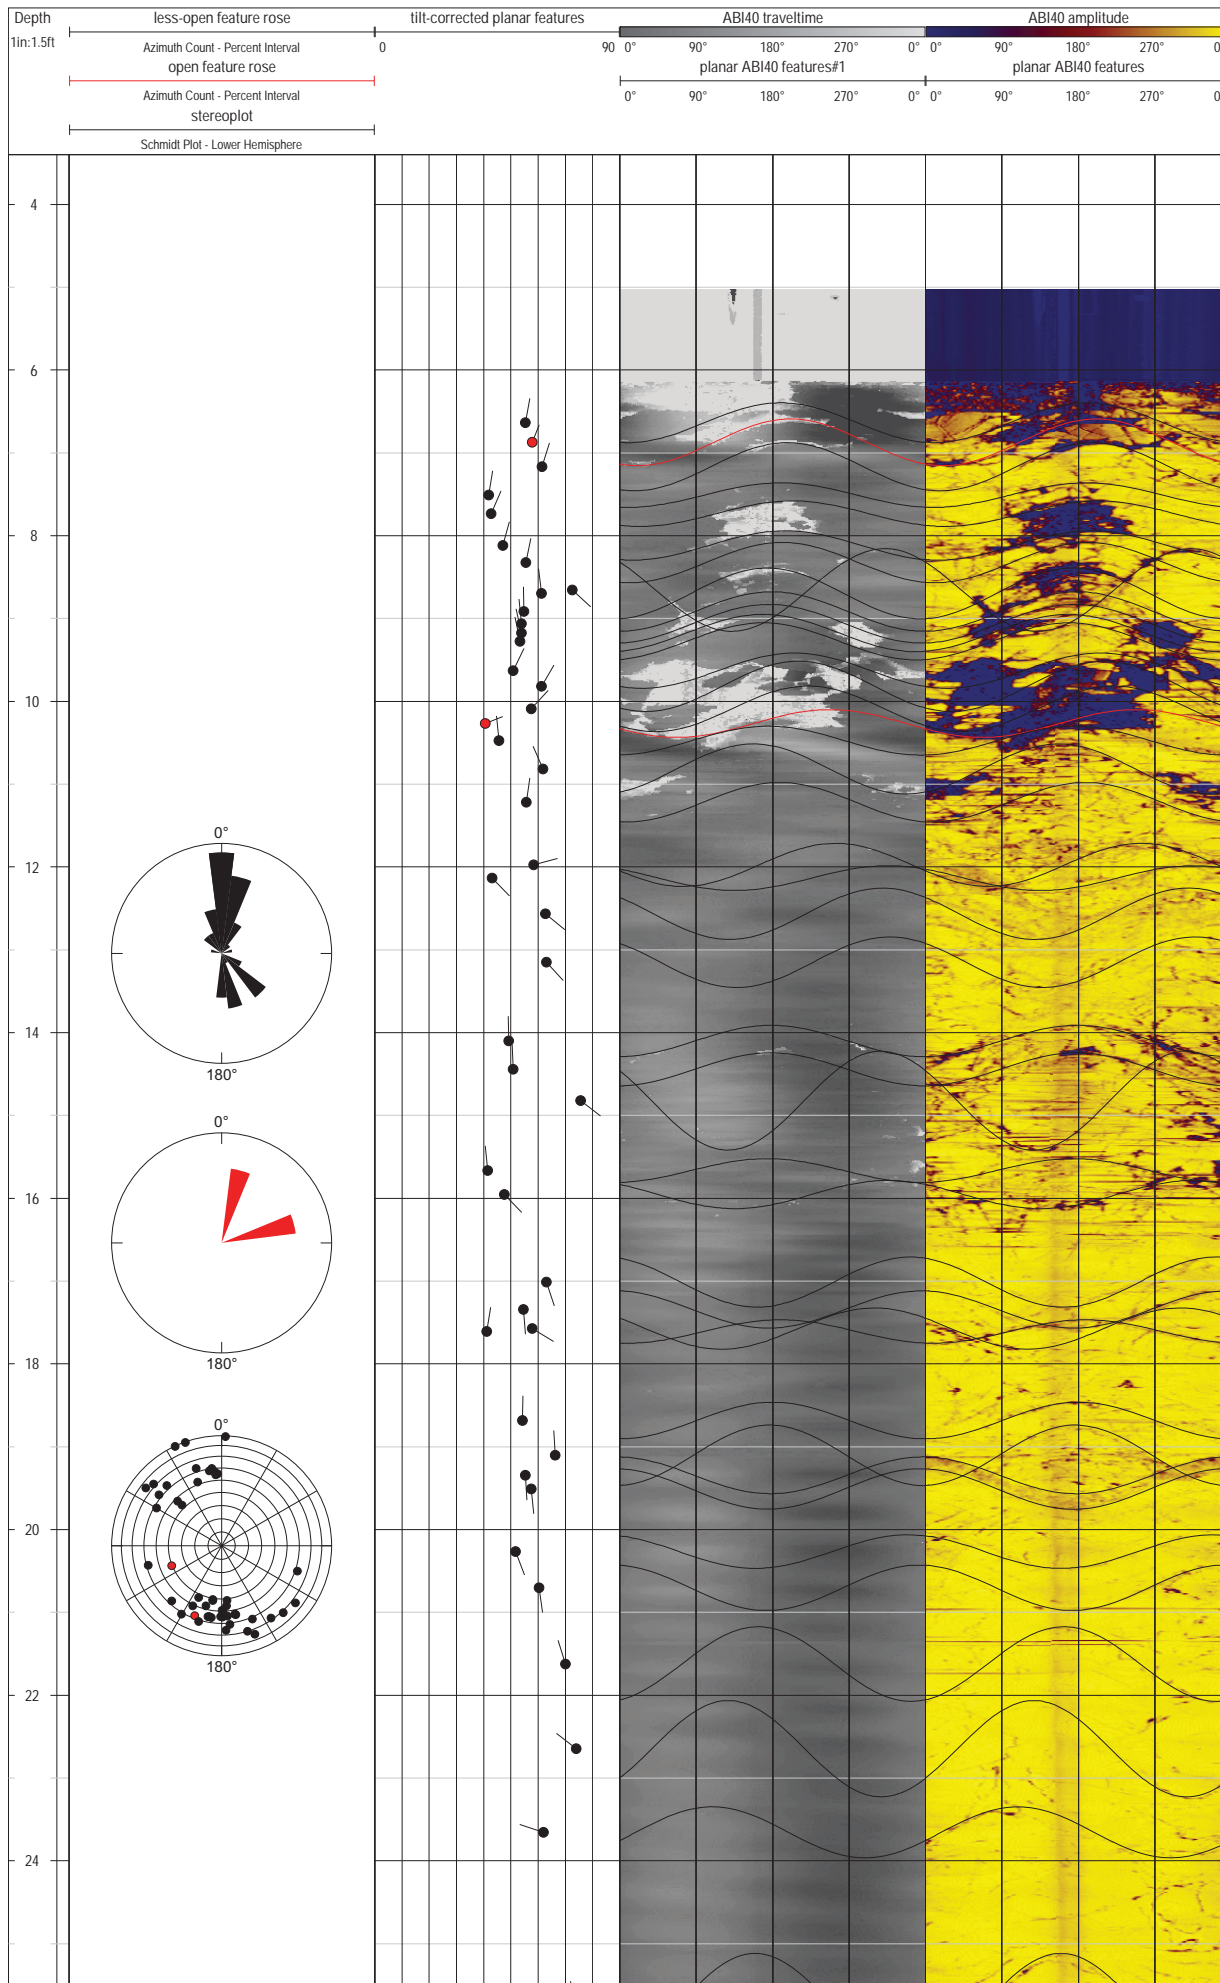 Depth
1in:1.5ft
less-open feature rose
Azimuth Count - Percent Interval
open feature rose
Azimuth Count - Percent Interval
stereoplot
Schmidt Plot - Lower Hemisphere
tilt-corrected planar features
0 90
ABI40 traveltime
0° 90° 180° 270° 0°
planar ABI40 features#1
0° 90° 180° 270° 0°
ABI40 amplitude
0° 90° 180° 270° 0
planar ABI40 features
0° 90° 180° 270° 0
4
6
8
10
12
14
16
18
20
22
24
0°
180°
0°
180°
0°
180°